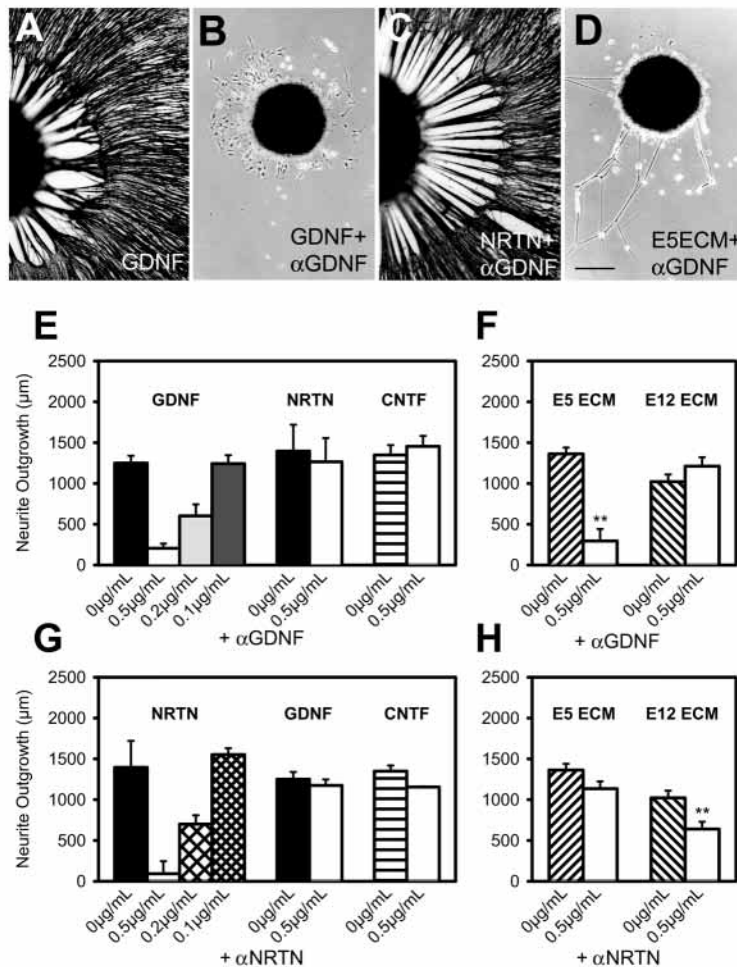 A
B
C
D
GDNF
GDNF+
αGDNF
NRTN+
αGDNF
E5ECM+
αGDNF
E
F
Neurite Outgrowth (µm)
2500
2000
1500
1000
500
0
GDNF
NRTN
CNTF
0µg/mL
0.5µg/mL
0.2µg/mL
0.1µg/mL
0µg/mL
0.5µg/mL
0µg/mL
0.5µg/mL
+ αGDNF
2500
2000
1500
1000
500
0
E5 ECM
E12 ECM
**
0µg/mL
0.5µg/mL
0µg/mL
0.5µg/mL
+ αGDNF
G
H
Neurite Outgrowth (µm)
2500
2000
1500
1000
500
0
NRTN
GDNF
CNTF
0µg/mL
0.5µg/mL
0.2µg/mL
0.1µg/mL
0µg/mL
0.5µg/mL
0µg/mL
0.5µg/mL
+ αNRTN
2500
2000
1500
1000
500
0
E5 ECM
E12 ECM
**
0µg/mL
0.5µg/mL
0µg/mL
0.5µg/mL
+ αNRTN